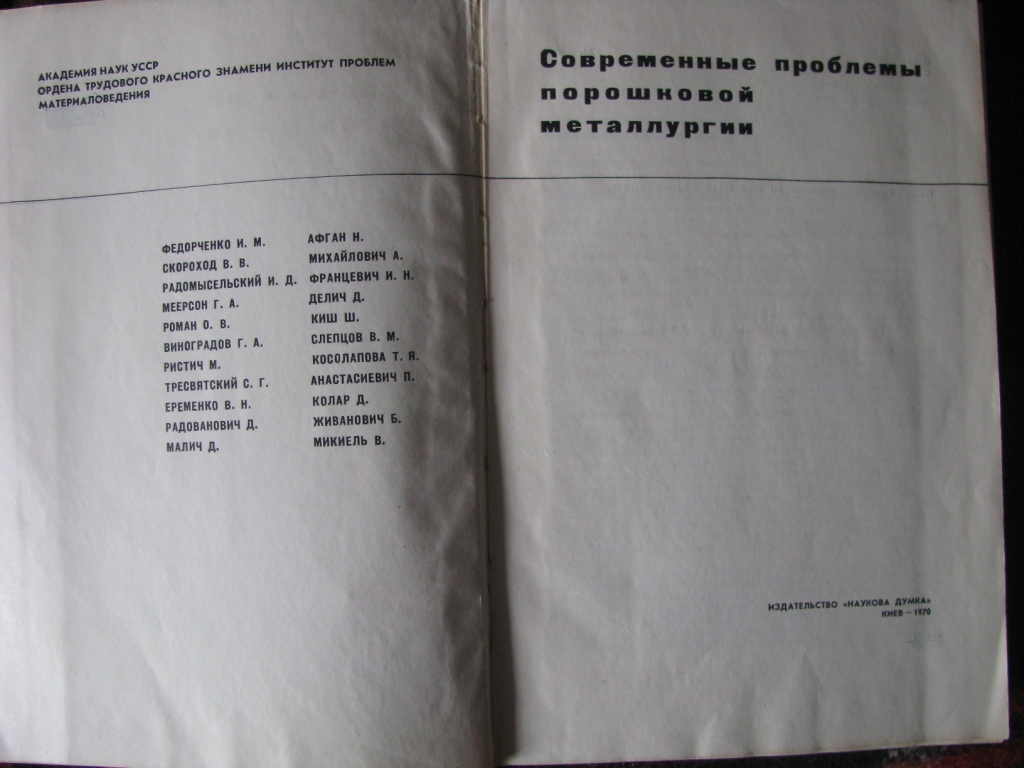 АКАДЕМИЯ НАУК УССР
ОРДЕНА ТРУДОВОГО КРАСНОГО ЗНАМЕНИ ИНСТИТУТ ПРОБЛЕМ
МАТЕРИАЛОВЕДЕНИЯ
ФЕДОРЧЕНКО И. М.
СКОРОХОД В. В.
РАДОМЫСЕЛЬСКИЙ И. Д.
МЕЕРСОН Г. А.
РОМАН О. В.
ВИНОГРАДОВ Г. А.
РИСТИЧ М.
ТРЕСВЯТСКИЙ С. Г.
ЕРЕМЕНКО В. Н.
РАДОВАНОВИЧ Д.
МАЛИЧ Д.
АФГАН Н.
МИХАЙЛОВИЧ А.
ФРАНЦЕВИЧ И. Н.
ДЕЛИЧ Д.
КИШ Ш.
СЛЕПЦОВ В. М.
КОСОЛАПОВА Т. Я.
АНАСТАСИЕВИЧ П.
КОЛАР Д.
ЖИВАНОВИЧ Б.
МИКИЕЛЬ В.
Современные проблемы
порошковой
металлургии
ИЗДАТЕЛЬСТВО «НАУКОВА ДУМКА»
КИЕВ — 1970